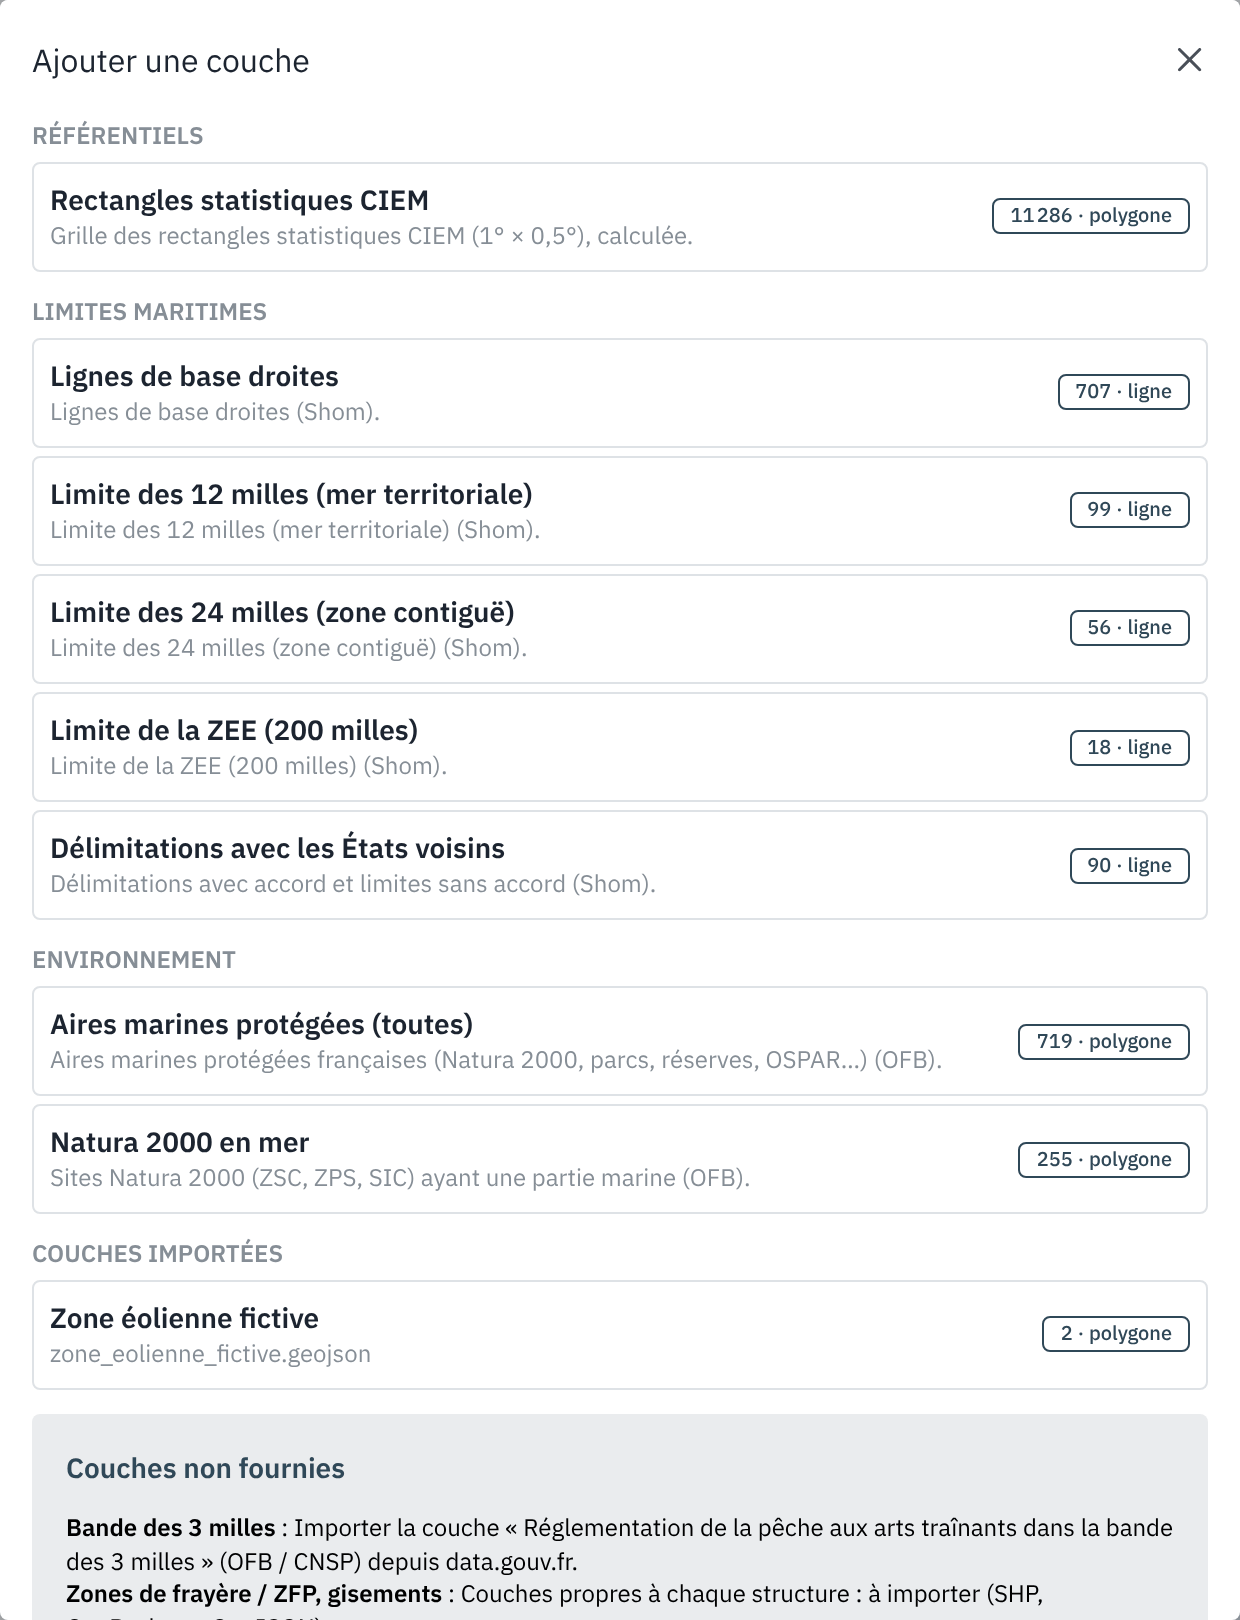 Ajouter une couche
RÉFÉRENTIELS
Rectangles statistiques CIEM
Grille des rectangles statistiques CIEM (1° × 0,5°), calculée.
11 286 · polygone
LIMITES MARITIMES
Lignes de base droites
Lignes de base droites (Shom).
707 · ligne
Limite des 12 milles (mer territoriale)
Limite des 12 milles (mer territoriale) (Shom).
99 · ligne
Limite des 24 milles (zone contiguë)
Limite des 24 milles (zone contiguë) (Shom).
56 · ligne
Limite de la ZEE (200 milles)
Limite de la ZEE (200 milles) (Shom).
18 · ligne
Délimitations avec les États voisins
Délimitations avec accord et limites sans accord (Shom).
90 · ligne
ENVIRONNEMENT
Aires marines protégées (toutes)
Aires marines protégées françaises (Natura 2000, parcs, réserves, OSPAR…) (OFB).
719 · polygone
Natura 2000 en mer
Sites Natura 2000 (ZSC, ZPS, SIC) ayant une partie marine (OFB).
255 · polygone
COUCHES IMPORTÉES
Zone éolienne fictive
zone_eolienne_fictive.geojson
2 · polygone
Couches non fournies
Bande des 3 milles : Importer la couche « Réglementation de la pêche aux arts traînants dans la bande
des 3 milles » (OFB / CNSP) depuis data.gouv.fr.
Zones de frayère / ZFP, gisements : Couches propres à chaque structure : à importer (SHP,